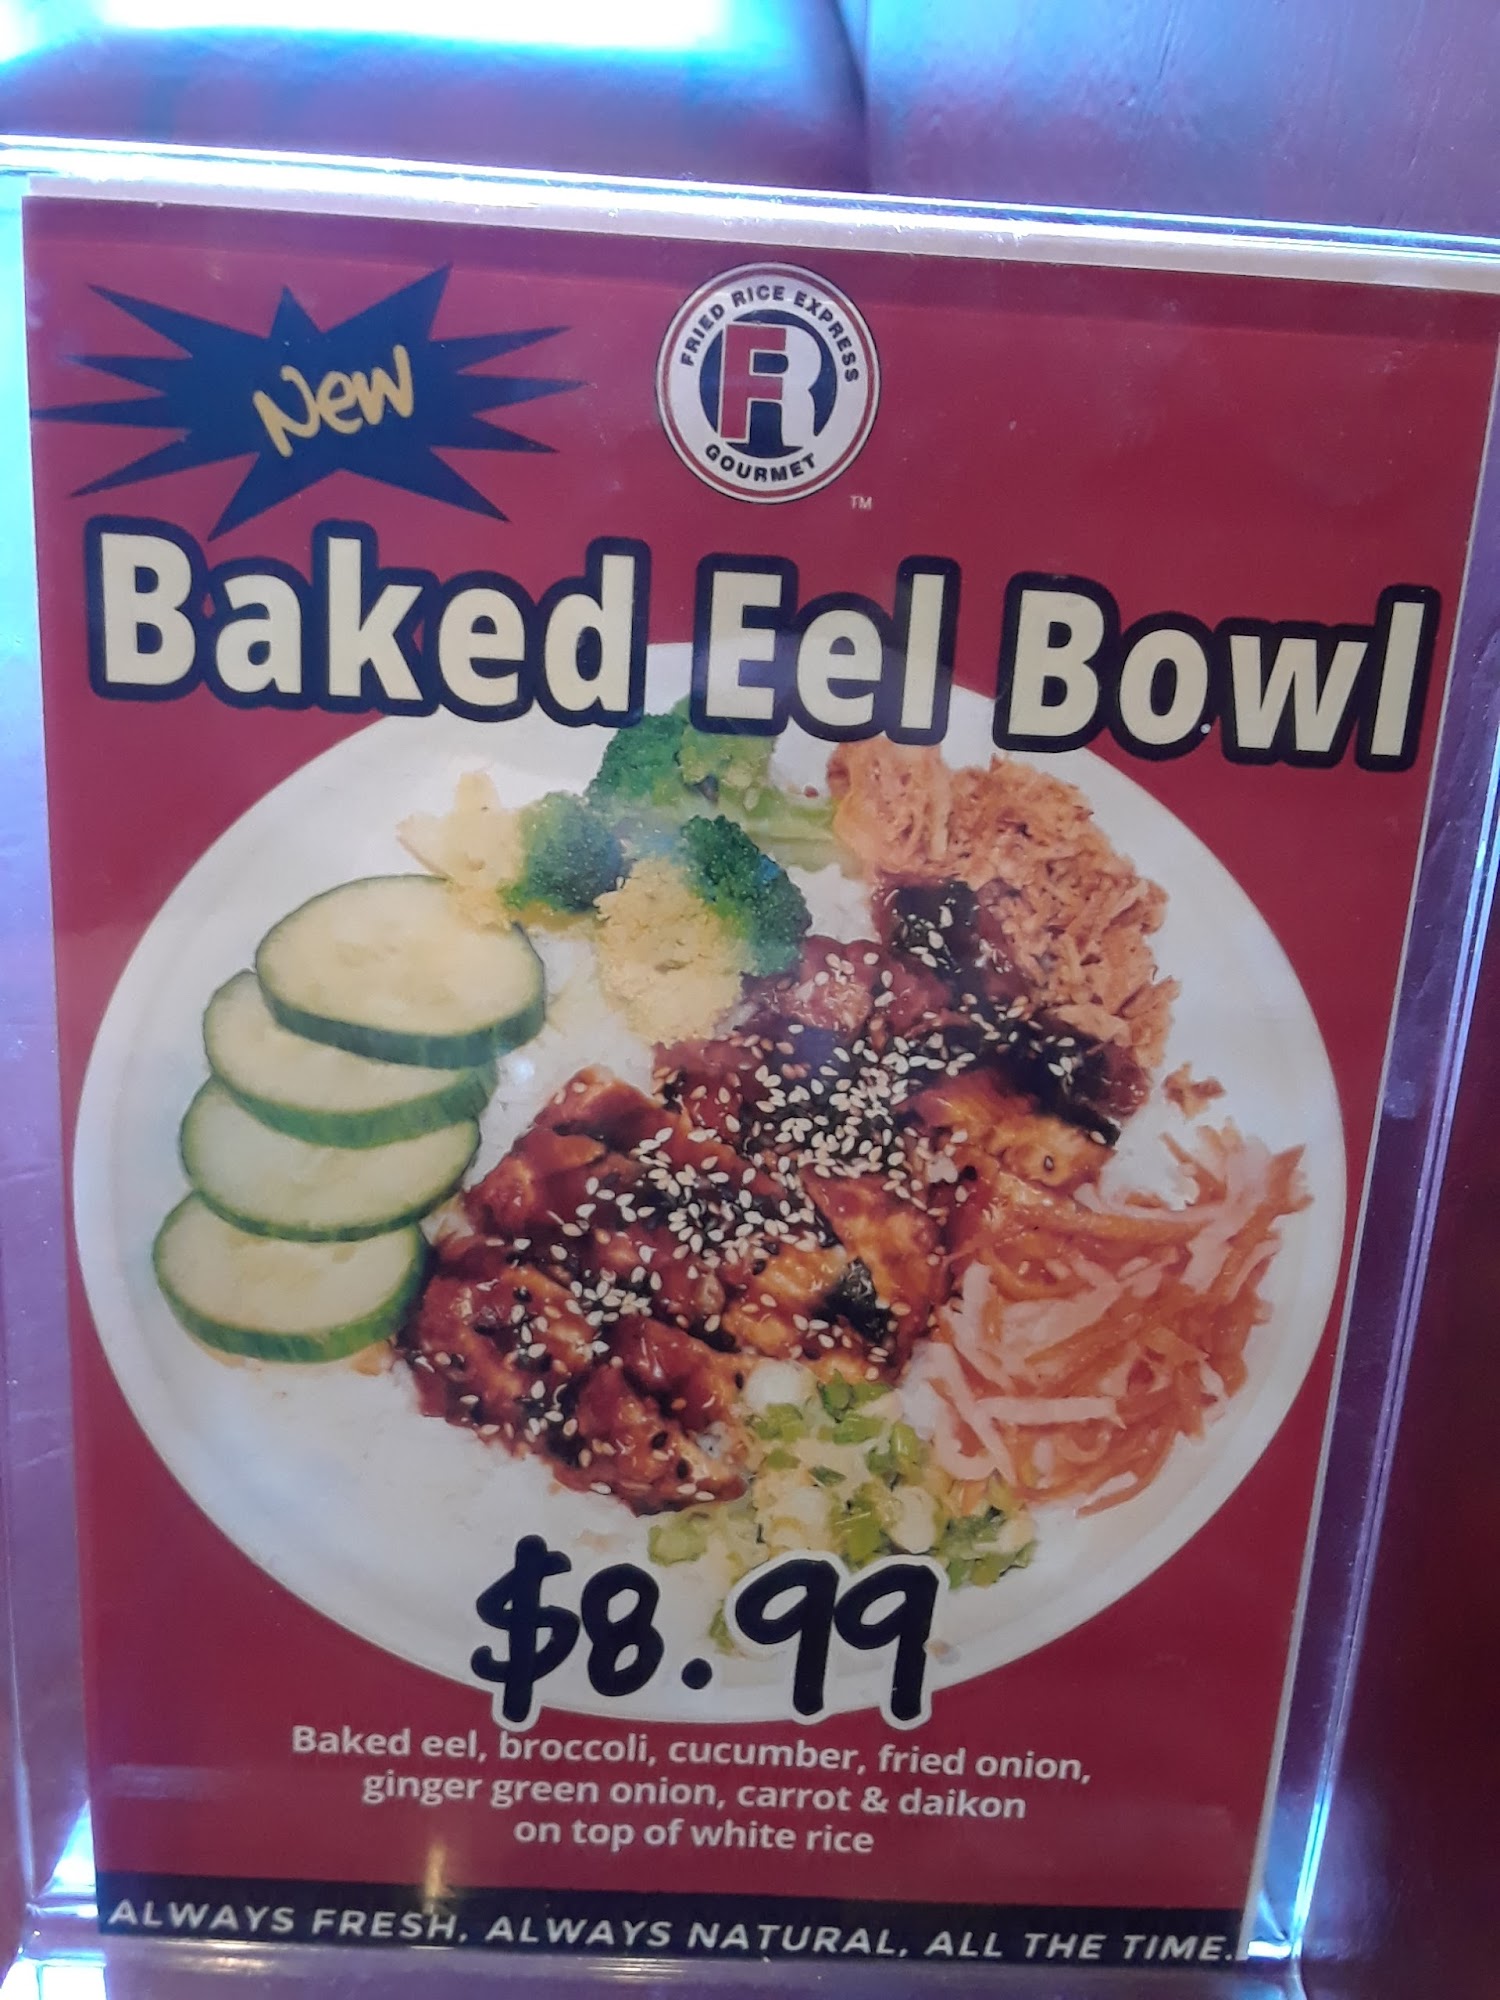 New
FRIED RICE EXPRESS
FR
GOURMET
TM
Baked Eel Bowl
$8.99
Baked eel, broccoli, cucumber, fried onion,
ginger green onion, carrot & daikon
on top of white rice
ALWAYS FRESH, ALWAYS NATURAL, ALL THE TIME.